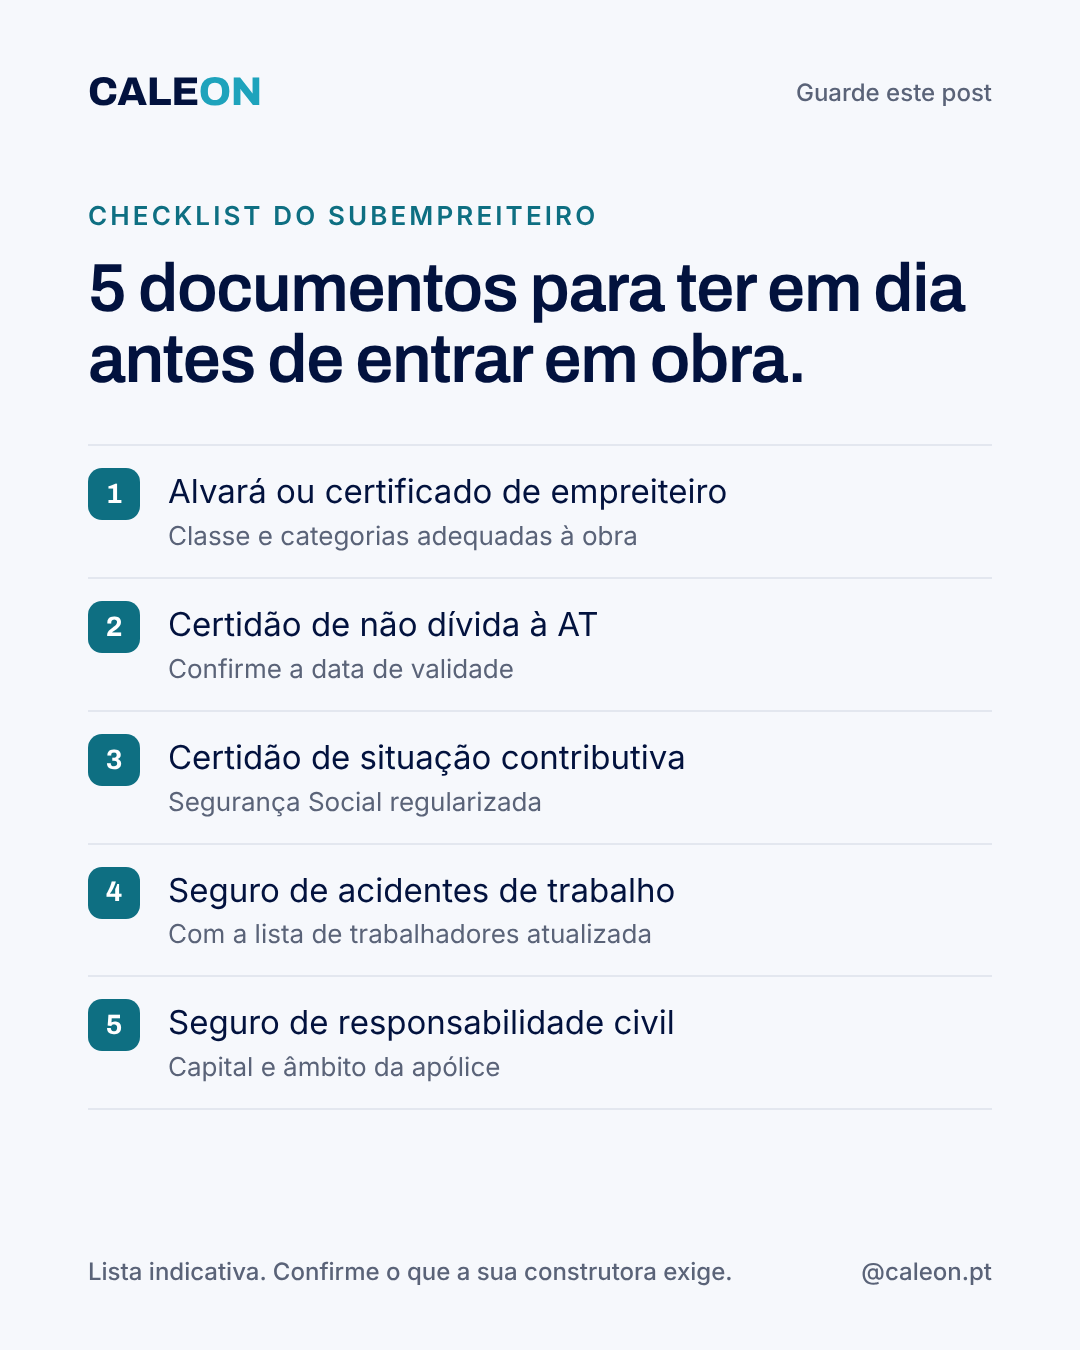 CALEON
Guarde este post
CHECKLIST DO SUBEMPREITEIRO
5 documentos para ter em dia
antes de entrar em obra.
1
Alvará ou certificado de empreiteiro
Classe e categorias adequadas à obra
2
Certidão de não dívida à AT
Confirme a data de validade
3
Certidão de situação contributiva
Segurança Social regularizada
4
Seguro de acidentes de trabalho
Com a lista de trabalhadores atualizada
5
Seguro de responsabilidade civil
Capital e âmbito da apólice
Lista indicativa. Confirme o que a sua construtora exige.
@caleon.pt